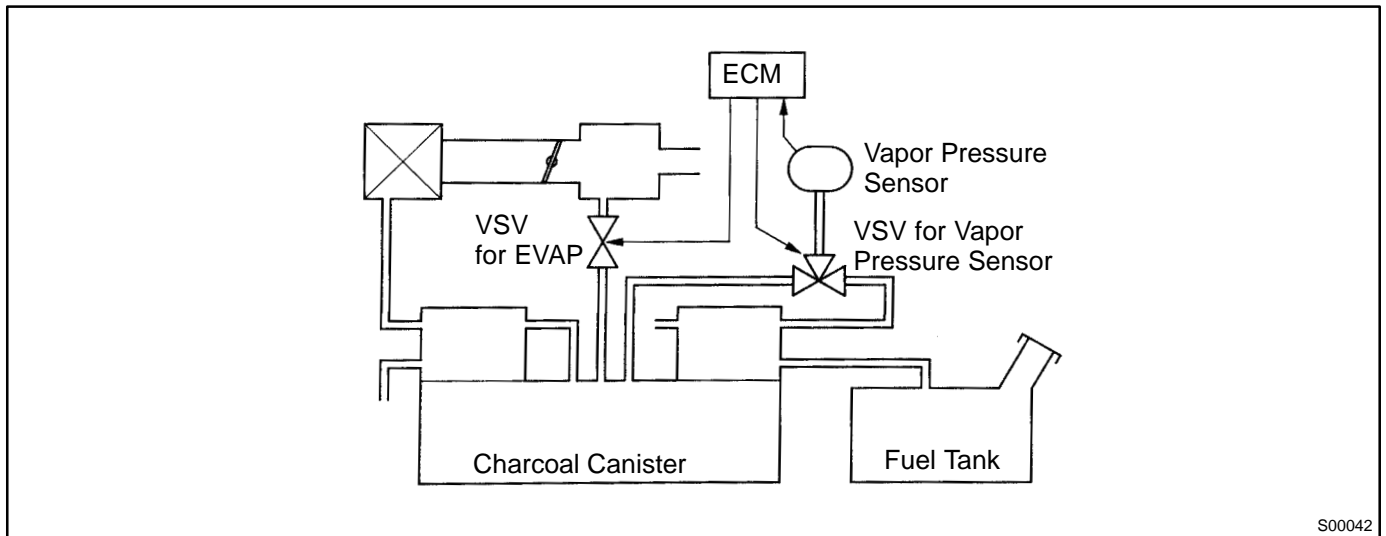 ECM
Vapor Pressure
Sensor
VSV
for EVAP
VSV for Vapor
Pressure Sensor
Charcoal Canister
Fuel Tank
S00042